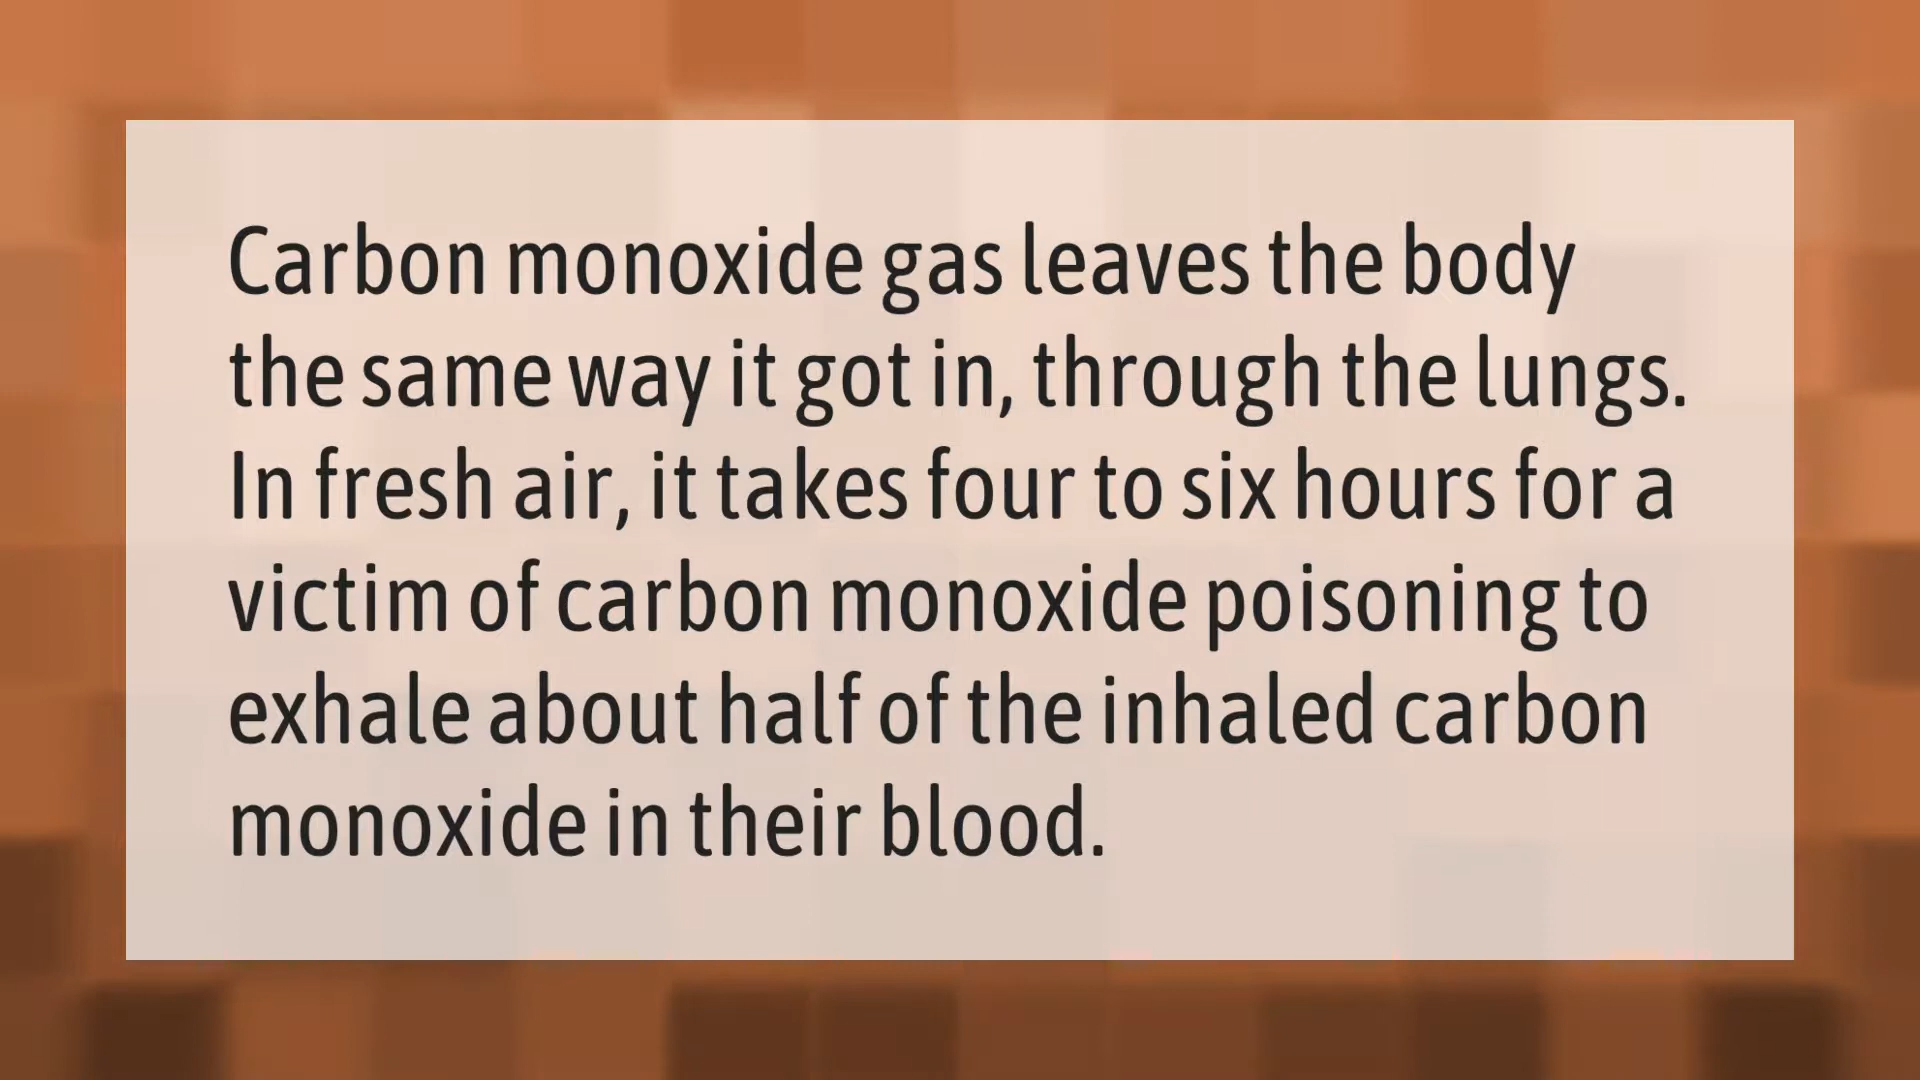 Carbon monoxide gas leaves the body
the same way it got in, through the lungs.
In fresh air, it takes four to six hours for a
victim of carbon monoxide poisoning to
exhale about half of the inhaled carbon
monoxide in their blood.